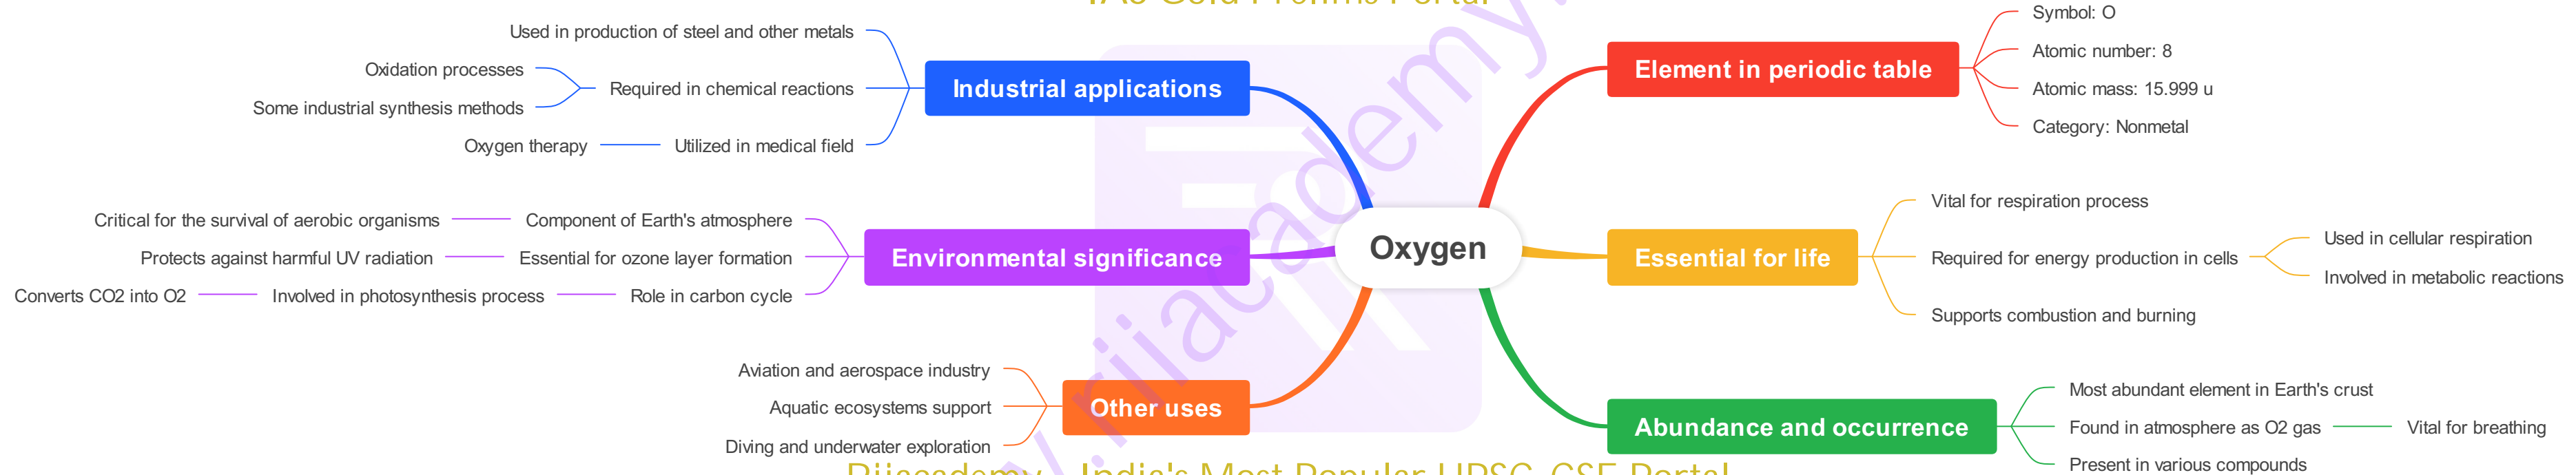 IAS Gold Prelims Portal
Used in production of steel and other metals
Oxidation processes
Some industrial synthesis methods
Required in chemical reactions
Oxygen therapy
Utilized in medical field
Industrial applications
Critical for the survival of aerobic organisms
Component of Earth's atmosphere
Protects against harmful UV radiation
Essential for ozone layer formation
Converts CO2 into O2
Involved in photosynthesis process
Role in carbon cycle
Environmental significance
Aviation and aerospace industry
Aquatic ecosystems support
Diving and underwater exploration
Other uses
Oxygen
Element in periodic table
Symbol: O
Atomic number: 8
Atomic mass: 15.999 u
Category: Nonmetal
Essential for life
Vital for respiration process
Required for energy production in cells
Used in cellular respiration
Involved in metabolic reactions
Supports combustion and burning
Abundance and occurrence
Most abundant element in Earth's crust
Found in atmosphere as O2 gas
Vital for breathing
Present in various compounds
India's Most Popular UPSC CSE Portal